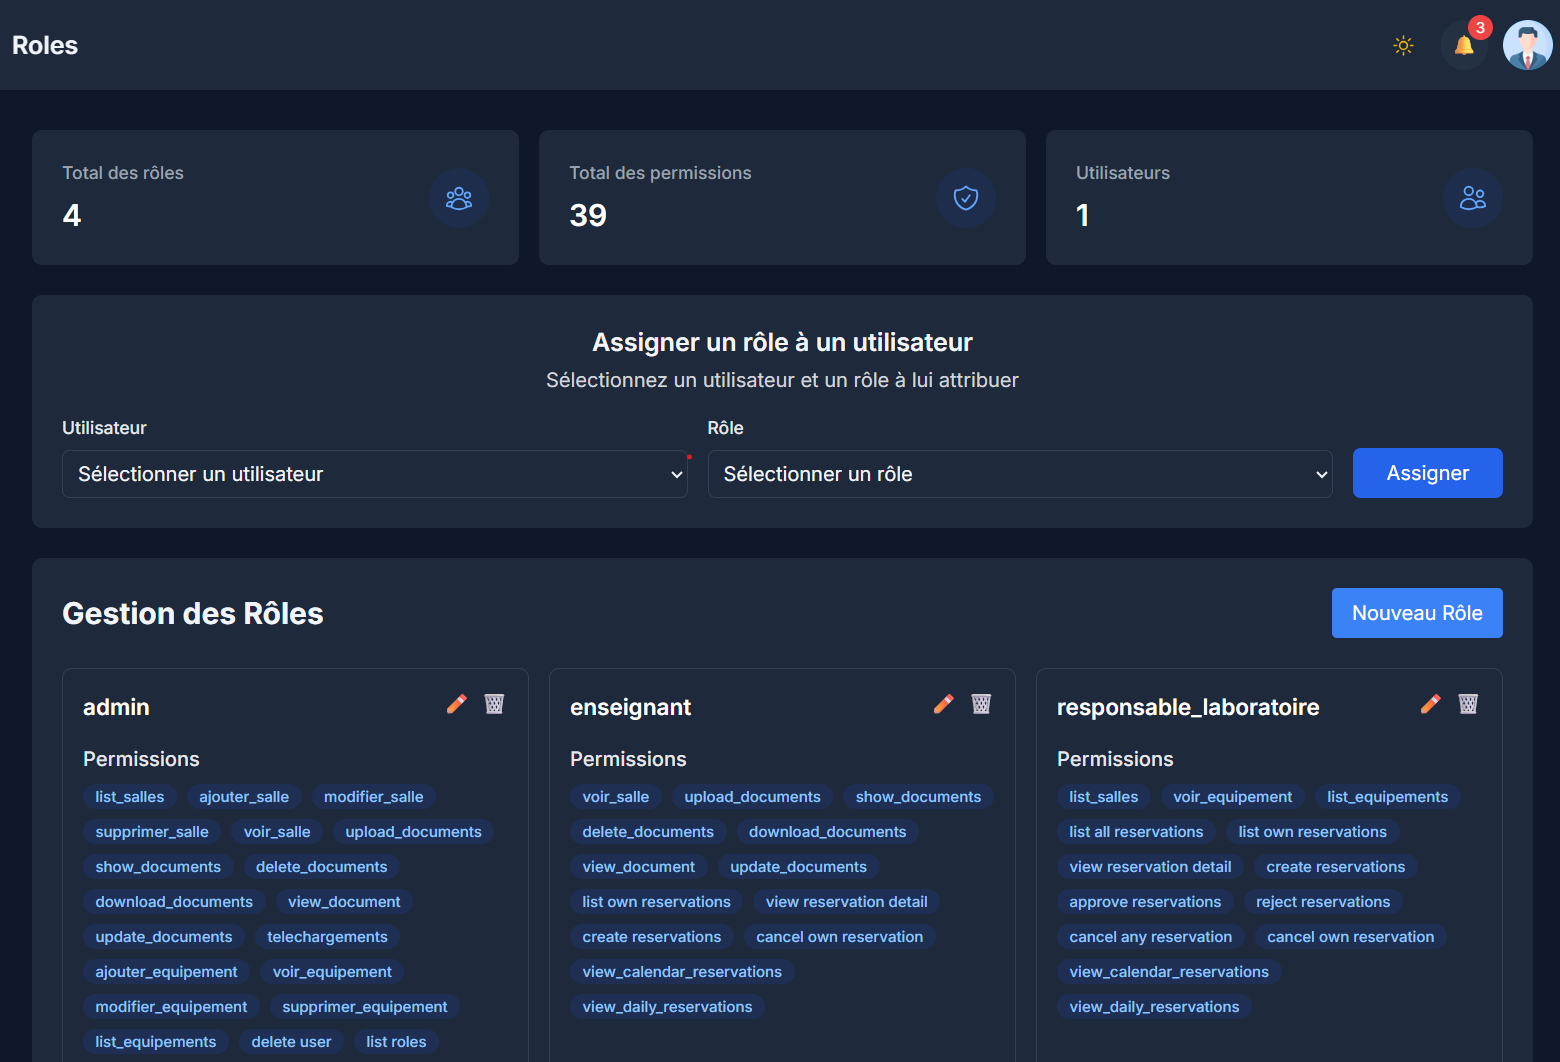 Roles
3
Total des rôles
4
Total des permissions
39
Utilisateurs
1
Assigner un rôle à un utilisateur
Sélectionnez un utilisateur et un rôle à lui attribuer
Utilisateur
Sélectionner un utilisateur
Rôle
Sélectionner un rôle
Assigner
Gestion des Rôles
Nouveau Rôle
admin
Permissions
list_salles ajouter_salle modifier_salle
supprimer_salle voir_salle upload_documents
show_documents delete_documents
download_documents view_document
update_documents telechargements
ajouter_equipement voir_equipement
modifier_equipement supprimer_equipement
list_equipements delete user list roles
enseignant
Permissions
voir_salle upload_documents show_documents
delete_documents download_documents
view_document update_documents
list own reservations view reservation detail
create reservations cancel own reservation
view_calendar_reservations
view_daily_reservations
responsable_laboratoire
Permissions
list_salles voir_equipement list_equipements
list all reservations list own reservations
view reservation detail create reservations
approve reservations reject reservations
cancel any reservation cancel own reservation
view_calendar_reservations
view_daily_reservations